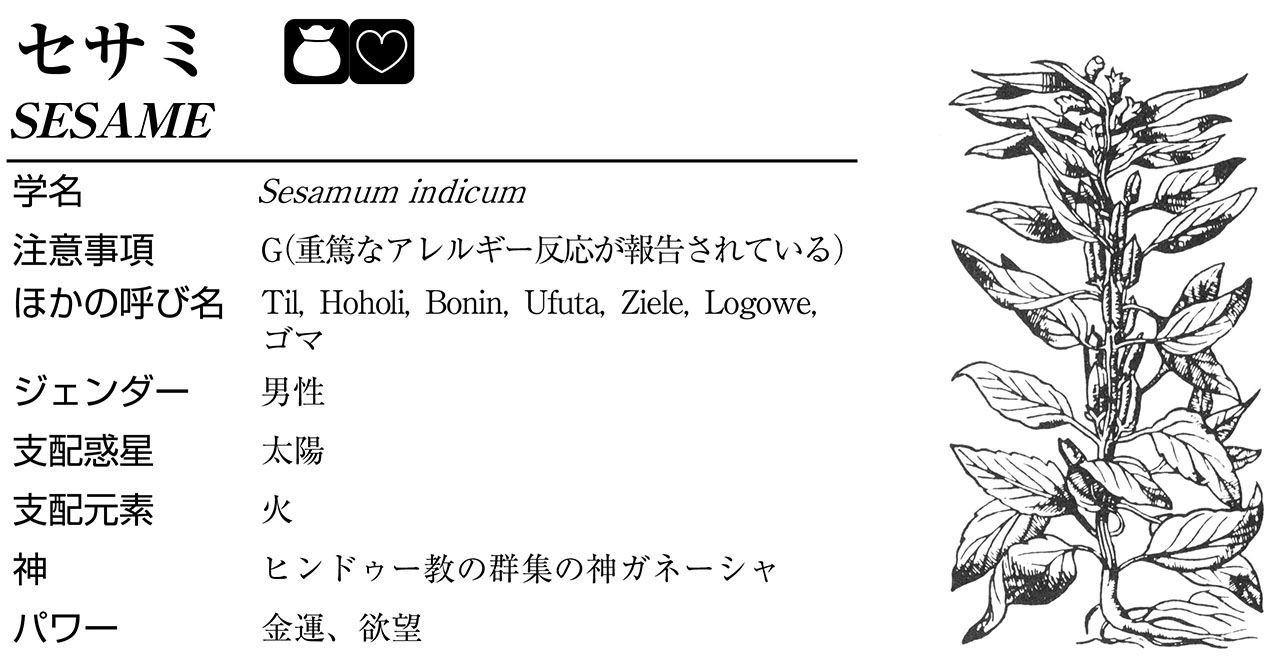 セサミ
SESAME
学名 Sesamum indicum
注意事項 G(重篤なアレルギー反応が報告されている)
ほかの呼び名 Til, Hoholi, Bonin, Ufuta, Ziele, Logowe,
ゴマ
ジェンダー 男性
支配惑星 太陽
支配元素 火
神 ヒンドゥー教の群集の神ガネーシャ
パワー 金運、欲望